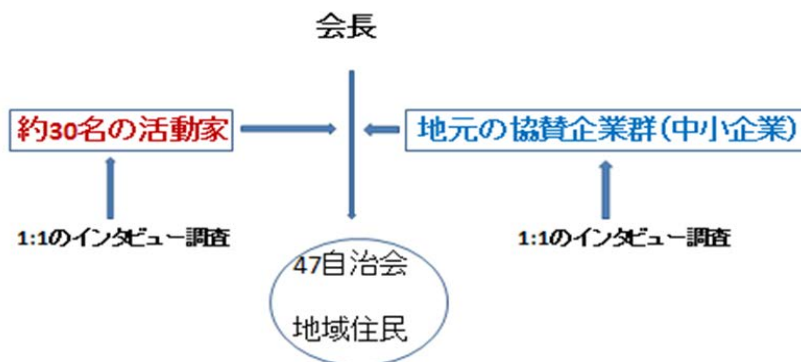 会長
約30名の活動家
地元の協賛企業群(中小企業)
1:1のインタビュー調査
1:1のインタビュー調査
47自治会
地域住民